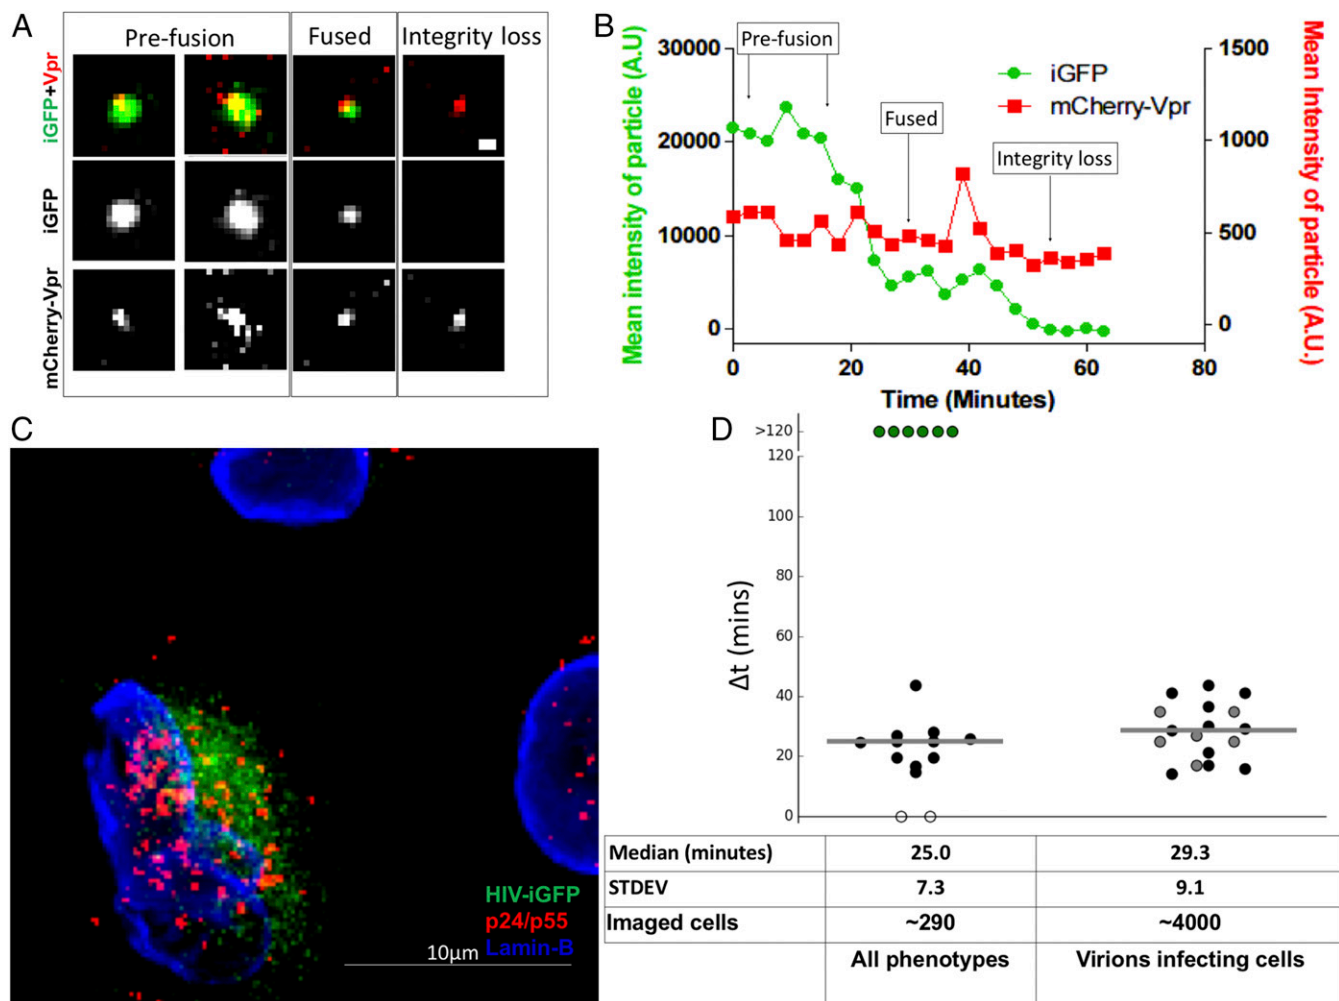 A
Pre-fusion
Fused
Integrity loss
iGFP+Vpr
iGFP
mCherry-Vpr
B
Mean intensity of particle (A.U)
30000
20000
10000
0
Pre-fusion
Fused
Integrity loss
iGFP
mCherry-Vpr
1500
1000
500
0
Mean Intensity of particle (A.U.)
0 20 40 60 80
Time (Minutes)
C
HIV-iGFP
p24/p55
Lamin-B
10μm
D
Δt (mins)
>120
120
100
80
60
40
20
0
Median (minutes) 25.0 29.3
STDEV 7.3 9.1
Imaged cells ~290 ~4000
All phenotypes Virions infecting cells